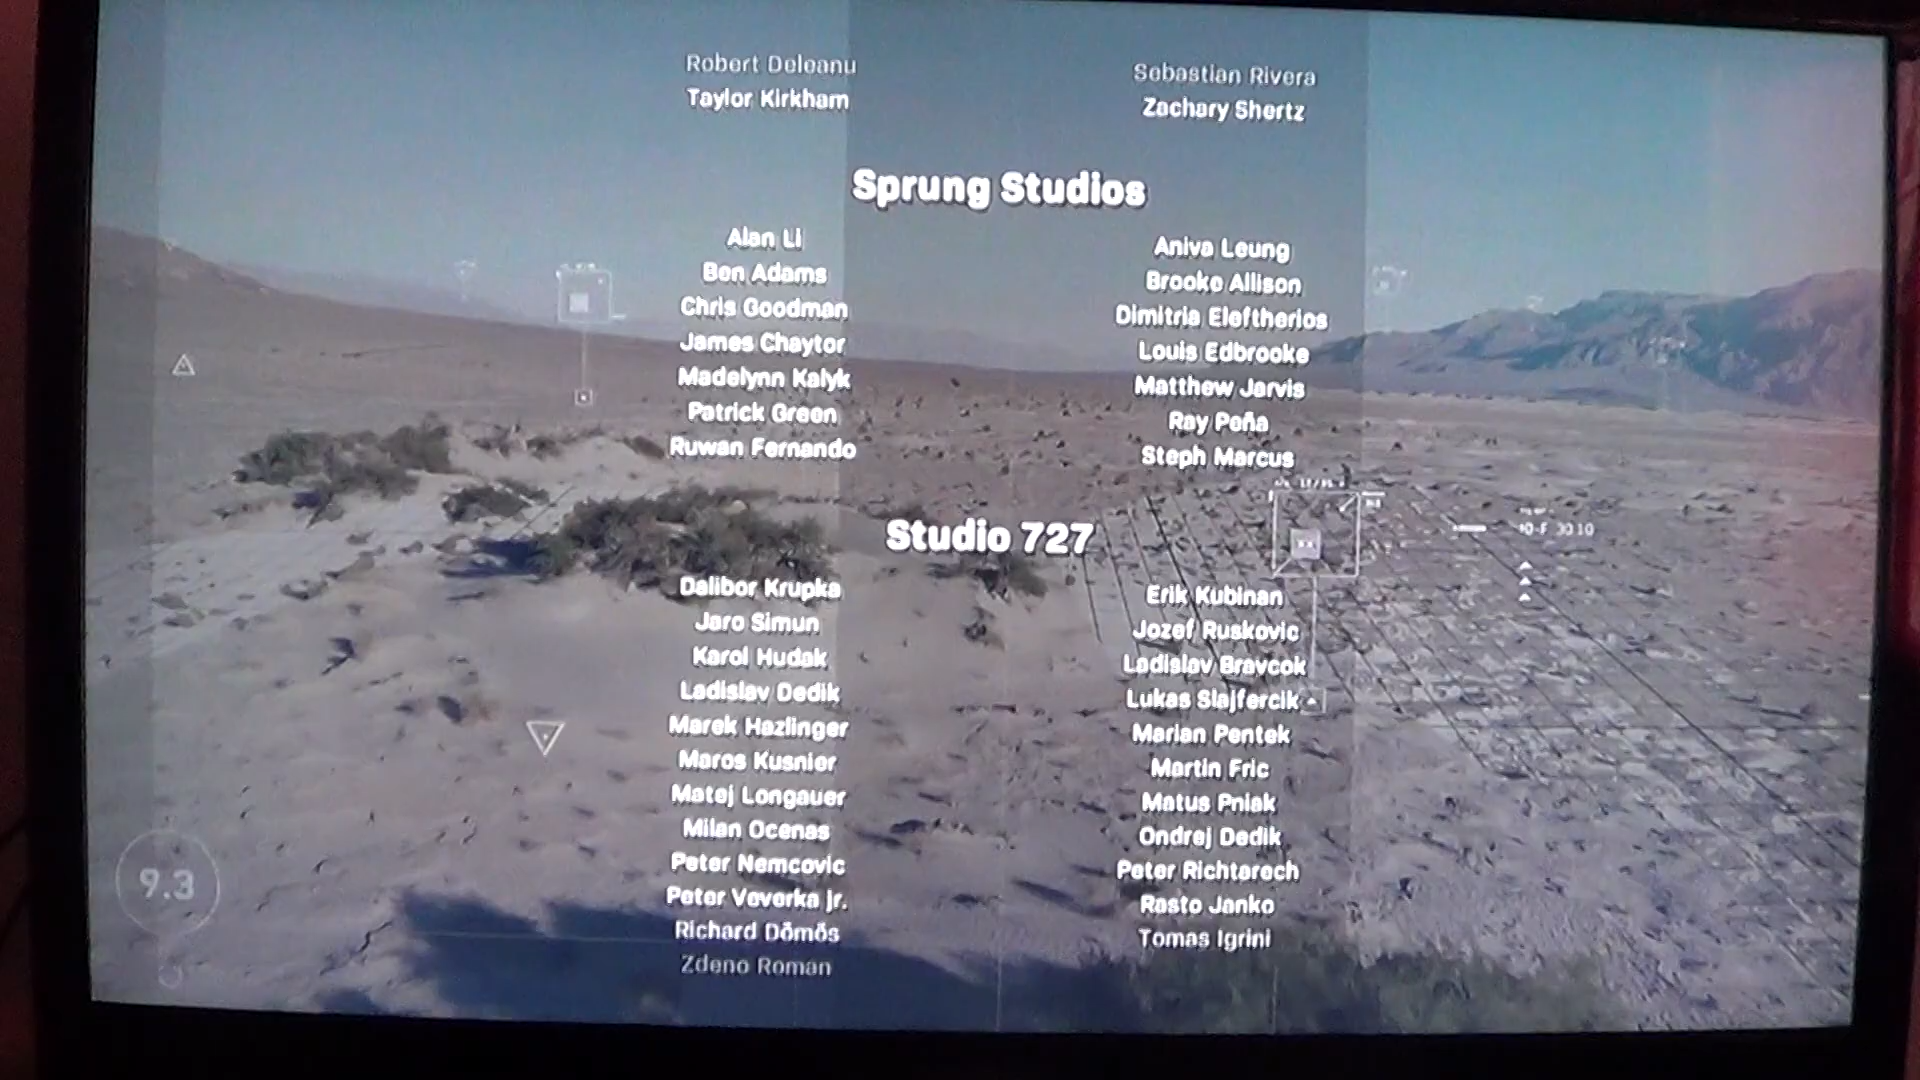 Robert Deleanu
Sebastian Rivera
Taylor Kirkham
Zachary Shertz
Sprung Studios
Alan Li
Aniva Leung
Ben Adams
Brooke Allison
Chris Goodman
Dimitria Eleftherios
James Chaytor
Louis Edbrooke
Madelynn Kalyk
Matthew Jarvis
Patrick Green
Ray Peña
Ruwan Fernando
Steph Marcus
Studio 727
Dalibor Krupka
Erik Kubinan
Jaro Simun
Jozef Ruskovic
Karol Hudak
Ladislav Bravcok
Ladislav Dedik
Lukas Slajfercik
Marek Hazlinger
Marian Pentek
Maros Kusnier
Martin Fric
Matej Longauer
Matus Pniak
Milan Ocenas
Ondrej Dedik
Peter Nemcovic
Peter Richterech
Peter Veverka jr.
Rasto Janko
Richard Dömös
Tomas Igrini
Zdeno Roman
9.3